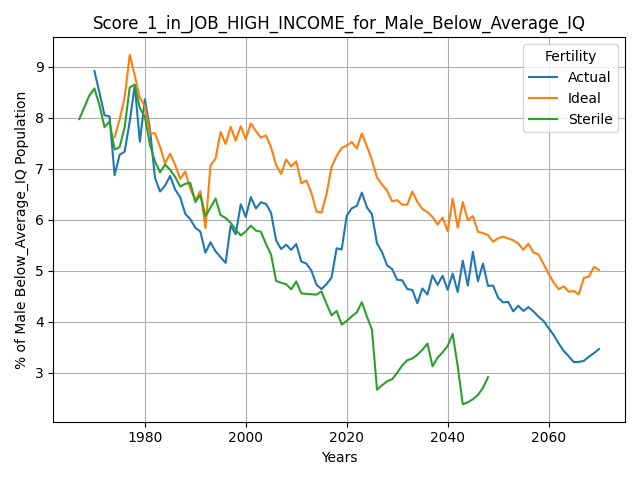 Score_1_in_JOB_HIGH_INCOME_for_Male_Below_Average_IQ
% of Male Below_Average_IQ Population
9
8
7
6
5
4
3
Fertility
Actual
Ideal
Sterile
1980 2000 2020 2040 2060
Years